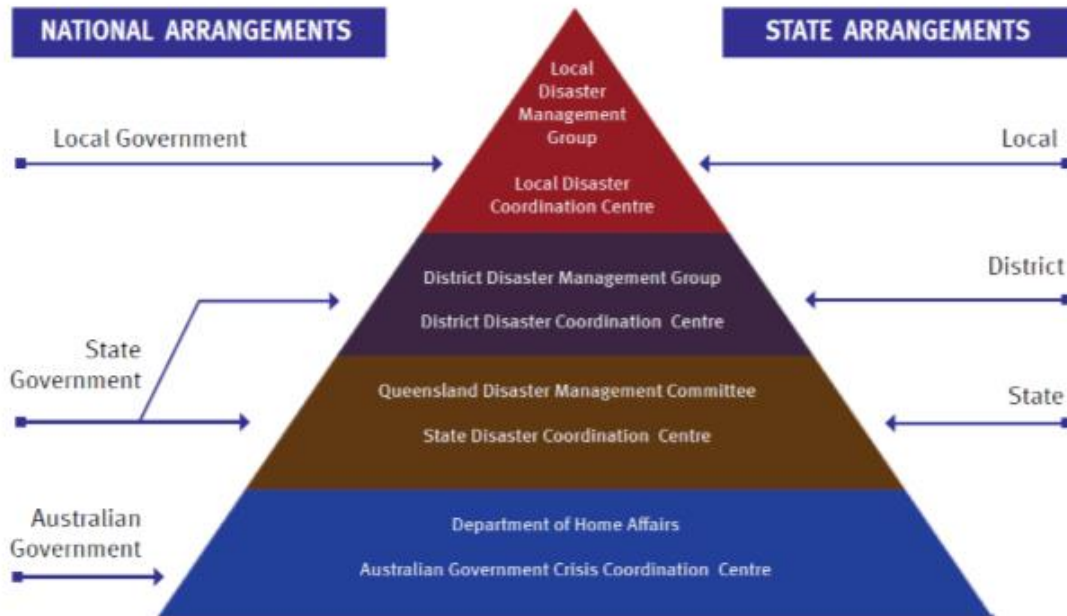 NATIONAL ARRANGEMENTS
STATE ARRANGEMENTS
Local
Disaster
Management
Group
Local Government
Local
Local Disaster
Coordination Centre
District Disaster Management Group
District
District Disaster Coordination Centre
State
Government
Queensland Disaster Management Committee
State
State Disaster Coordination Centre
Australian
Government
Department of Home Affairs
Australian Government Crisis Coordination Centre